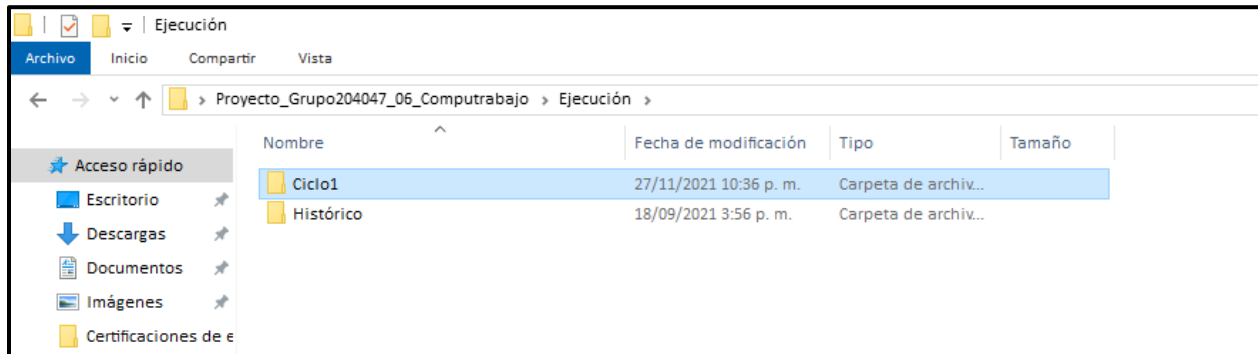 Ejecución
Archivo Inicio Compartir Vista
Proyecto_Grupo204047_06_Computrabajo > Ejecución >
Nombre Fecha de modificación Tipo Tamaño
Acceso rápido
Escritorio
Descargas
Documentos
Imágenes
Certificaciones de e
Ciclo1 27/11/2021 10:36 p. m. Carpeta de archiv...
Histórico 18/09/2021 3:56 p. m. Carpeta de archiv...